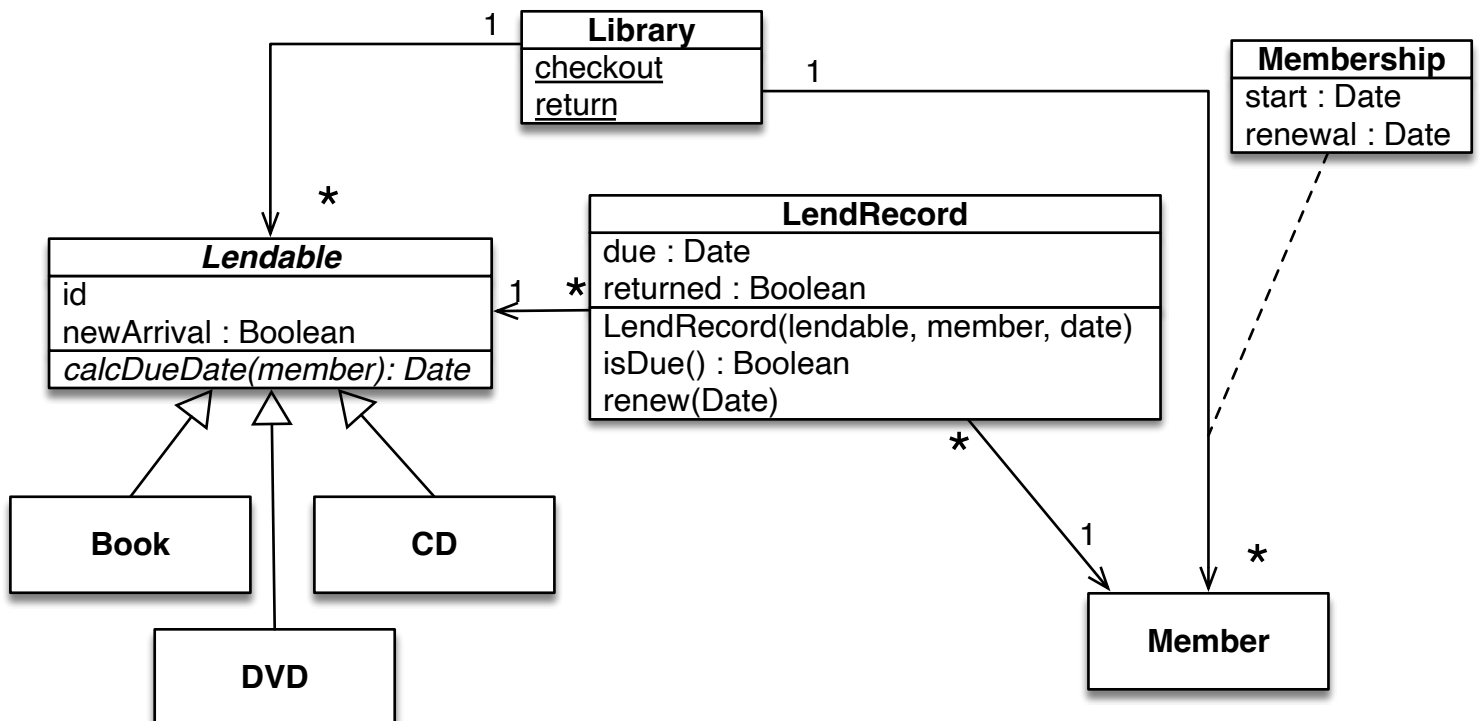 1
Library
checkout
return
1
Membership
start : Date
renewal : Date
*
LendRecord
due : Date
returned : Boolean
LendRecord(lendable, member, date)
isDue() : Boolean
renew(Date)
Lendable
id
newArrival : Boolean
calcDueDate(member): Date
1
*
*
1
*
Book
CD
DVD
Member